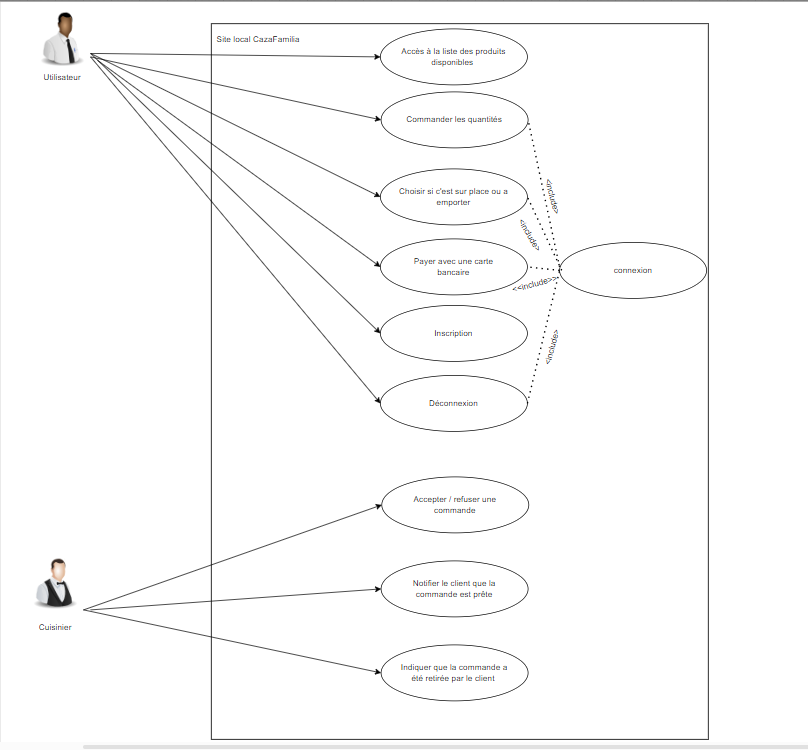 Site local CazaFamilia
Utilisateur
Accès à la liste des produits
disponibles
Commander les quantités
<include>
Choisir si c'est sur place ou a
emporter
<include>
Payer avec une carte
bancaire
connexion
<<include>>
Inscription
<include>
Déconnexion
Accepter / refuser une
commande
Notifier le client que la
commande est prête
Cuisinier
Indiquer que la commande a
été retirée par le client